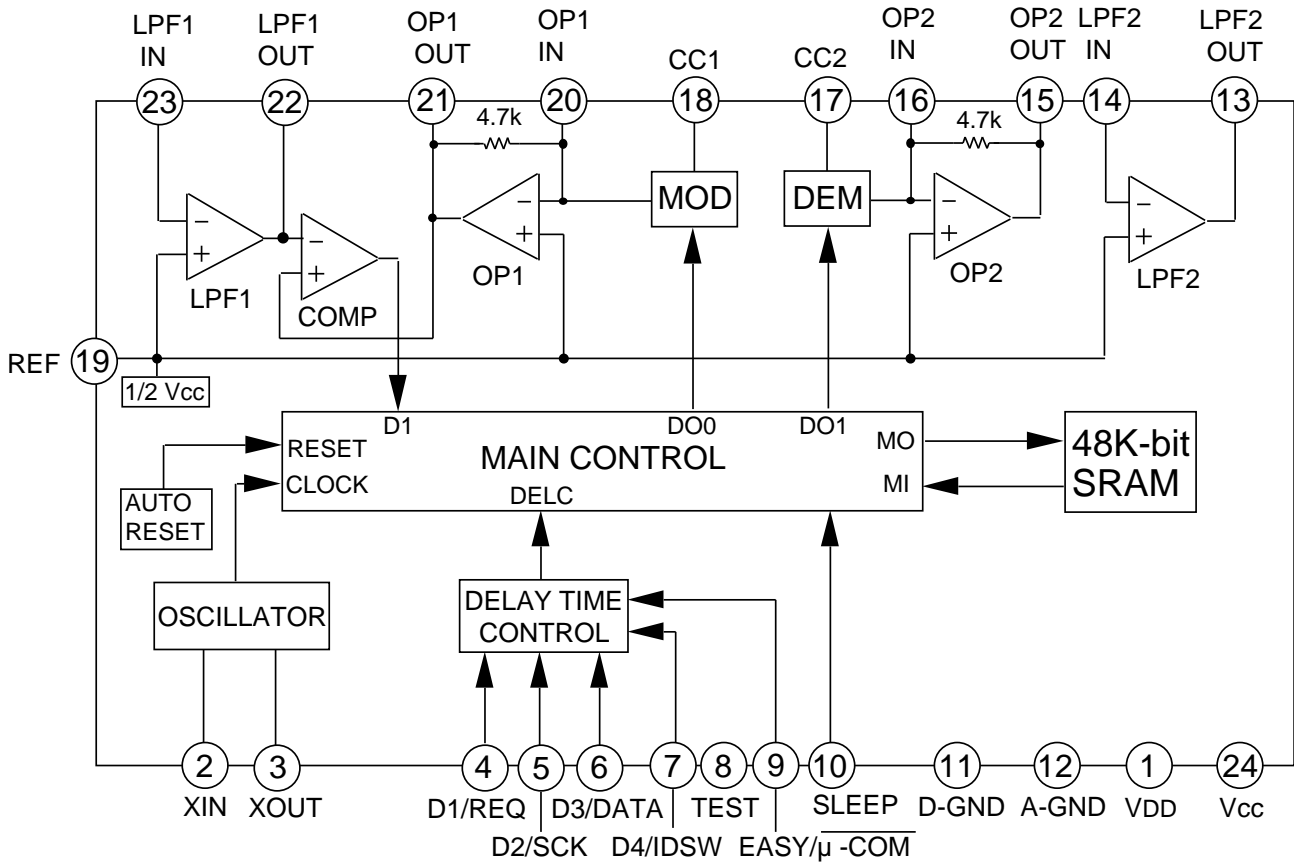 LPF1 IN
LPF1 OUT
OP1 OUT
OP1 IN
CC1
CC2
OP2 IN
OP2 OUT
LPF2 IN
LPF2 OUT
23
22
21
20
18
17
16
15
14
13
4.7k
4.7k
MOD
DEM
−
+
LPF1
−
+
COMP
−
+
OP1
−
+
OP2
−
+
LPF2
REF
19
1/2 Vcc
D1
DO0
DO1
RESET
CLOCK
MAIN CONTROL
DELC
MO
MI
48K-bit
SRAM
AUTO
RESET
OSCILLATOR
DELAY TIME
CONTROL
2
3
4
5
6
7
8
9
10
11
12
1
24
XIN
XOUT
D1/REQ
D3/DATA
TEST
SLEEP
D-GND
A-GND
VDD
Vcc
D2/SCK
D4/IDSW
EASY/µ -COM